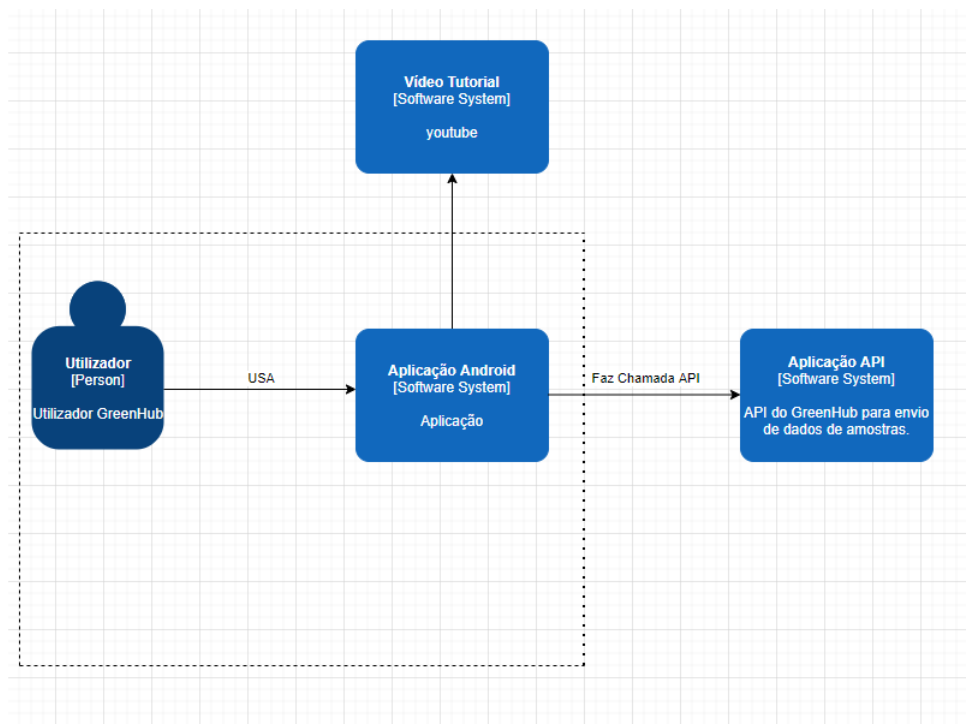 Vídeo Tutorial
[Software System]
youtube
Utilizador
[Person]
Utilizador GreenHub
USA
Aplicação Android
[Software System]
Aplicação
Faz Chamada API
Aplicação API
[Software System]
API do GreenHub para envio
de dados de amostras.